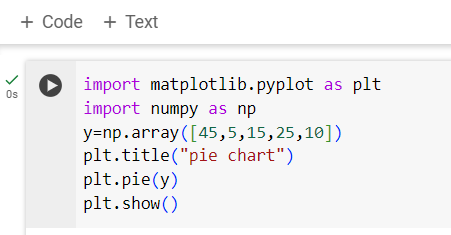 + Code + Text
0s
import matplotlib.pyplot as plt
import numpy as np
y=np.array([45,5,15,25,10])
plt.title("pie chart")
plt.pie(y)
plt.show()